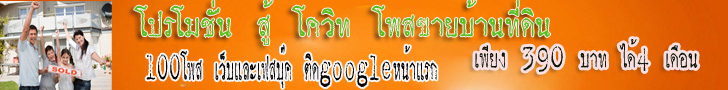 โปรโมชั่น สู้ โควิท โพสขายบ้านที่ดิน
100โพส เว็บและเฟสบุ๊ค ติดgoogleหน้าแรก
เพียง 390 บาท ได้4 เดือน
SOLD